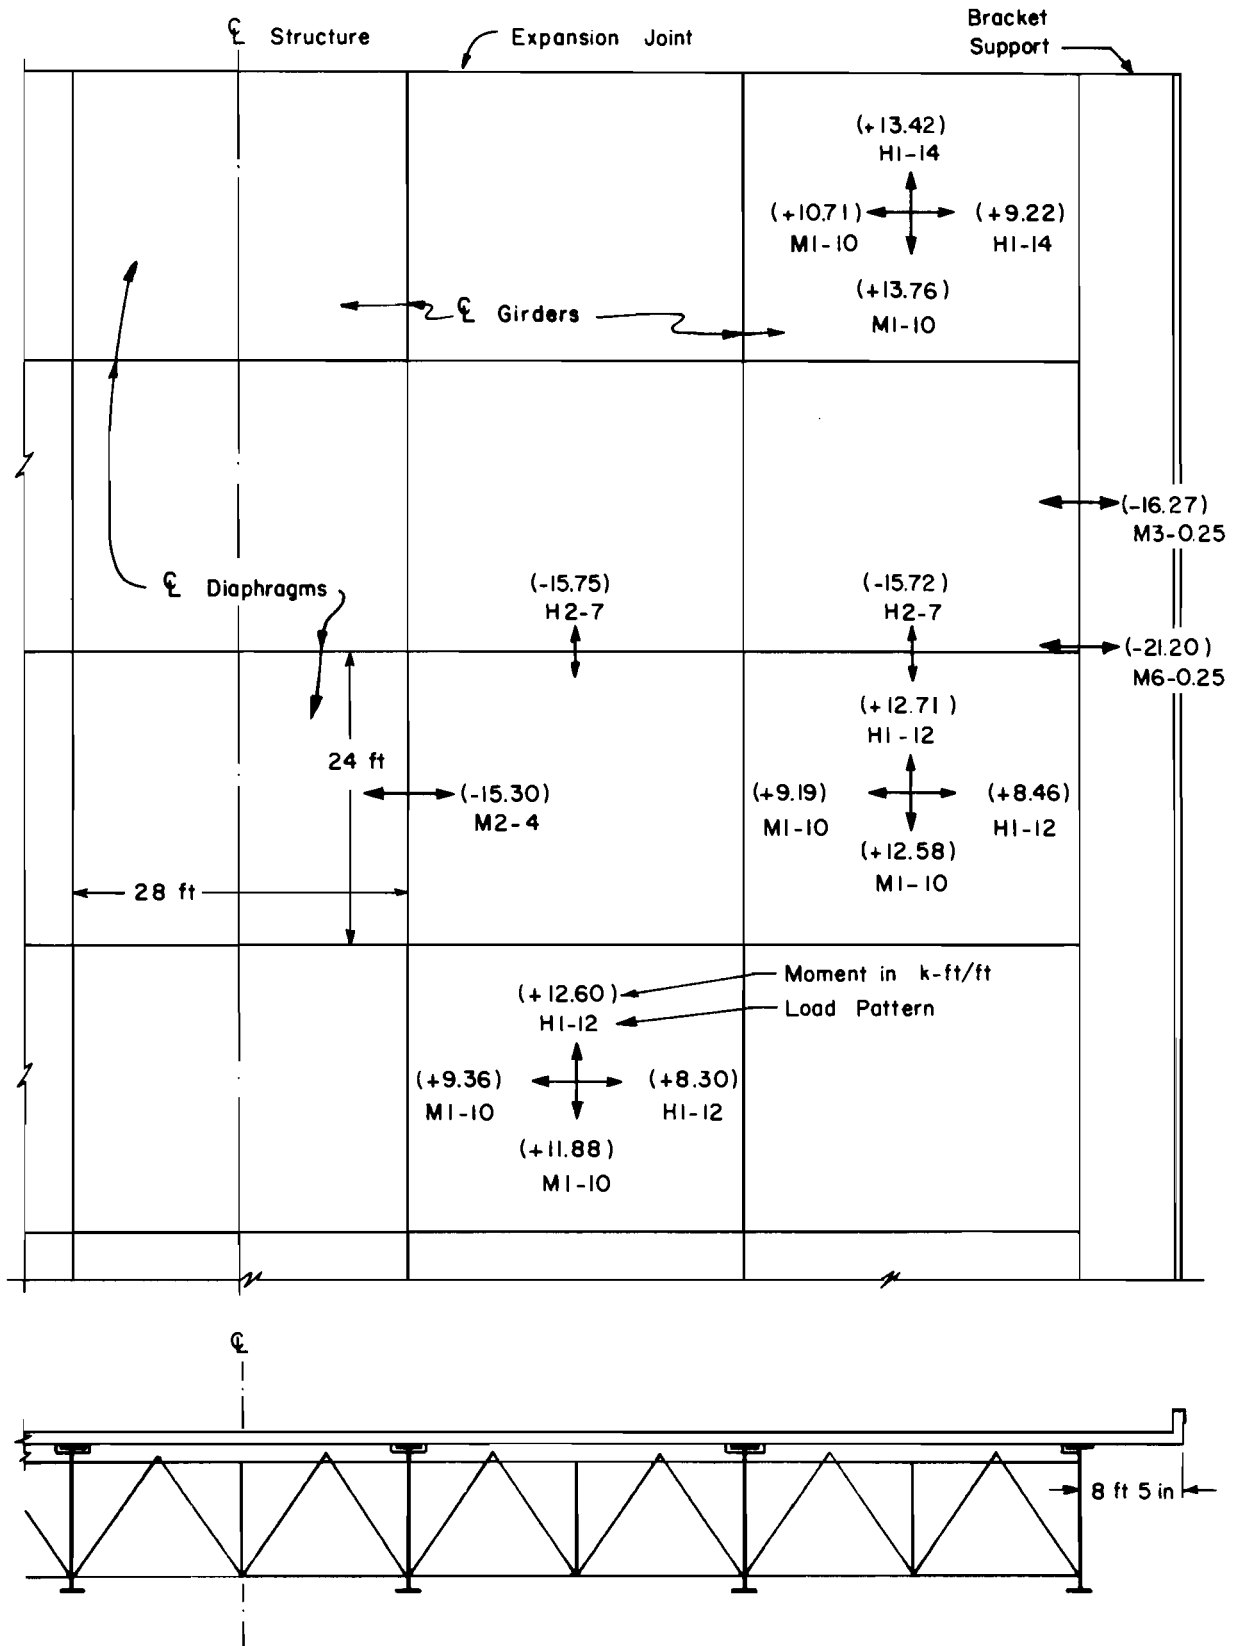 ℄ Structure
Expansion Joint
Bracket
Support
(+13.42)
H1-14
(+10.71)
M1-10
(+9.22)
H1-14
(+13.76)
M1-10
℄ Girders
(-16.27)
M3-0.25
℄ Diaphragms
(-15.75)
H2-7
(-15.72)
H2-7
(-21.20)
M6-0.25
(+12.71)
H1-12
24 ft
(-15.30)
M2-4
(+9.19)
M1-10
(+8.46)
H1-12
(+12.58)
M1-10
28 ft
(+12.60)
H1-12
Moment in k-ft/ft
Load Pattern
(+9.36)
M1-10
(+8.30)
H1-12
(+11.88)
M1-10
℄
8 ft 5 in